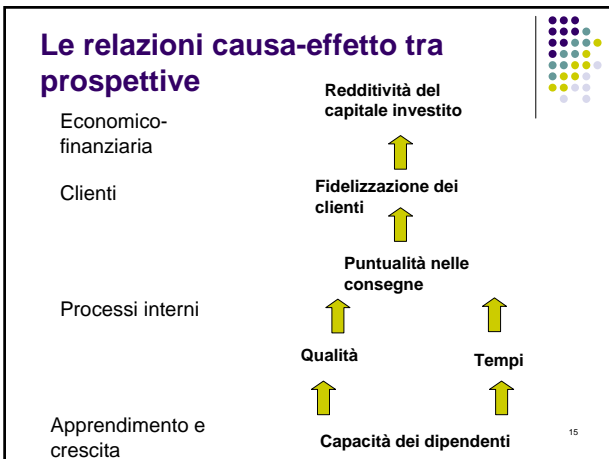 Le relazioni causa-effetto tra
prospettive
Redditività del
capitale investito
Economico-
finanziaria
Clienti
Fidelizzazione dei
clienti
Puntualità nelle
consegne
Processi interni
Qualità
Tempi
Apprendimento e
crescita
Capacità dei dipendenti
15